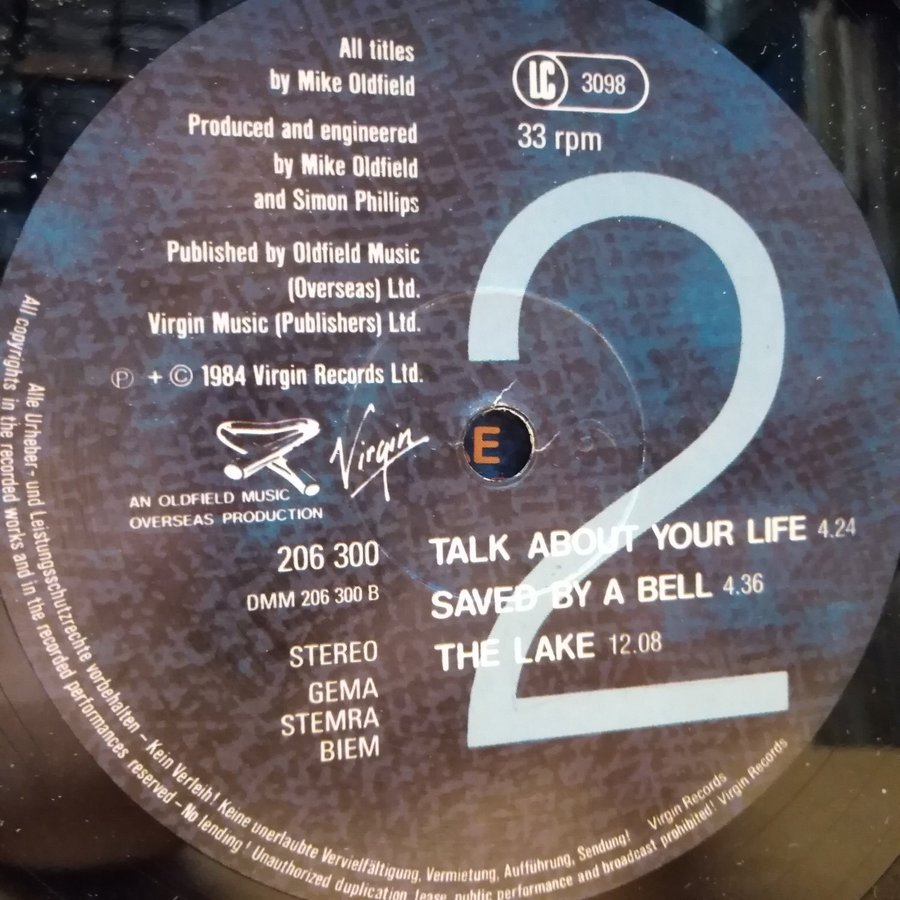 All titles
by Mike Oldfield
Produced and engineered
by Mike Oldfield
and Simon Phillips
Published by Oldfield Music
(Overseas) Ltd.
Virgin Music (Publishers) Ltd.
Ⓟ + © 1984 Virgin Records Ltd.
LC 3098
33 rpm
2
Virgin
AN OLDFIELD MUSIC
OVERSEAS PRODUCTION
E
206 300
DMM 206 300 B
STEREO
GEMA
STEMRA
BIEM
TALK ABOUT YOUR LIFE 4.24
SAVED BY A BELL 4.36
THE LAKE 12.08
Alle Urheber- und Leistungsschutzrechte vorbehalten – Kein Verleih! Keine unerlaubte Vervielfältigung, Vermietung, Aufführung, Sendung! Virgin Records
All copyrights in the recorded works and in the recorded performances reserved – No lending! Unauthorized duplication, lease, public performance and broadcast prohibited! Virgin Records